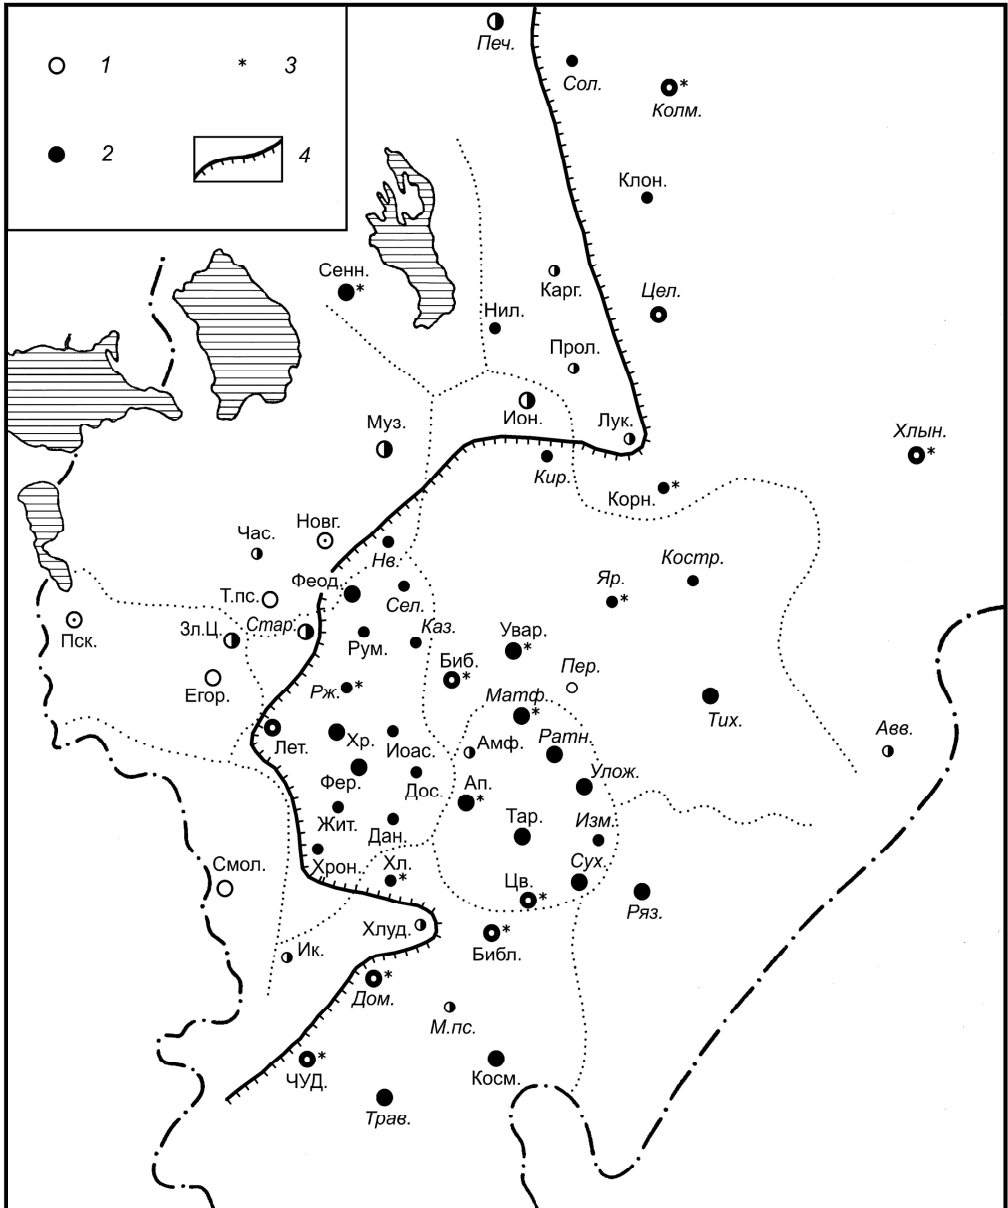 Печ.
1
* 3
Сол.
Колм. *
2
4
Клон.
Сенн. *
Карг.
Цел.
Нил.
Прол.
Муз.
Ион.
Лук.
Хлын. *
Кир.
Корн. *
Час.
Новг.
Нв.
Костр.
Феод.
Яр. *
Т.пс.
Сел.
Пск.
Зл.Ц.
Стар.
Рум.
Каз.
Увар. *
Биб. *
Пер.
Егор.
Рж. *
Матф. *
Тих.
Лет.
Хр.
Иоас.
Амф.
Ратн.
Авв.
Фер.
Дос.
Ап. *
Улож.
Жит.
Дан.
Тар.
Изм.
Хрон.
Хл. *
Сух.
Смол.
Цв. *
Ряз.
Хлуд.
Библ. *
Ик.
Дом. *
М.пс.
ЧУД. *
Косм.
Трав.